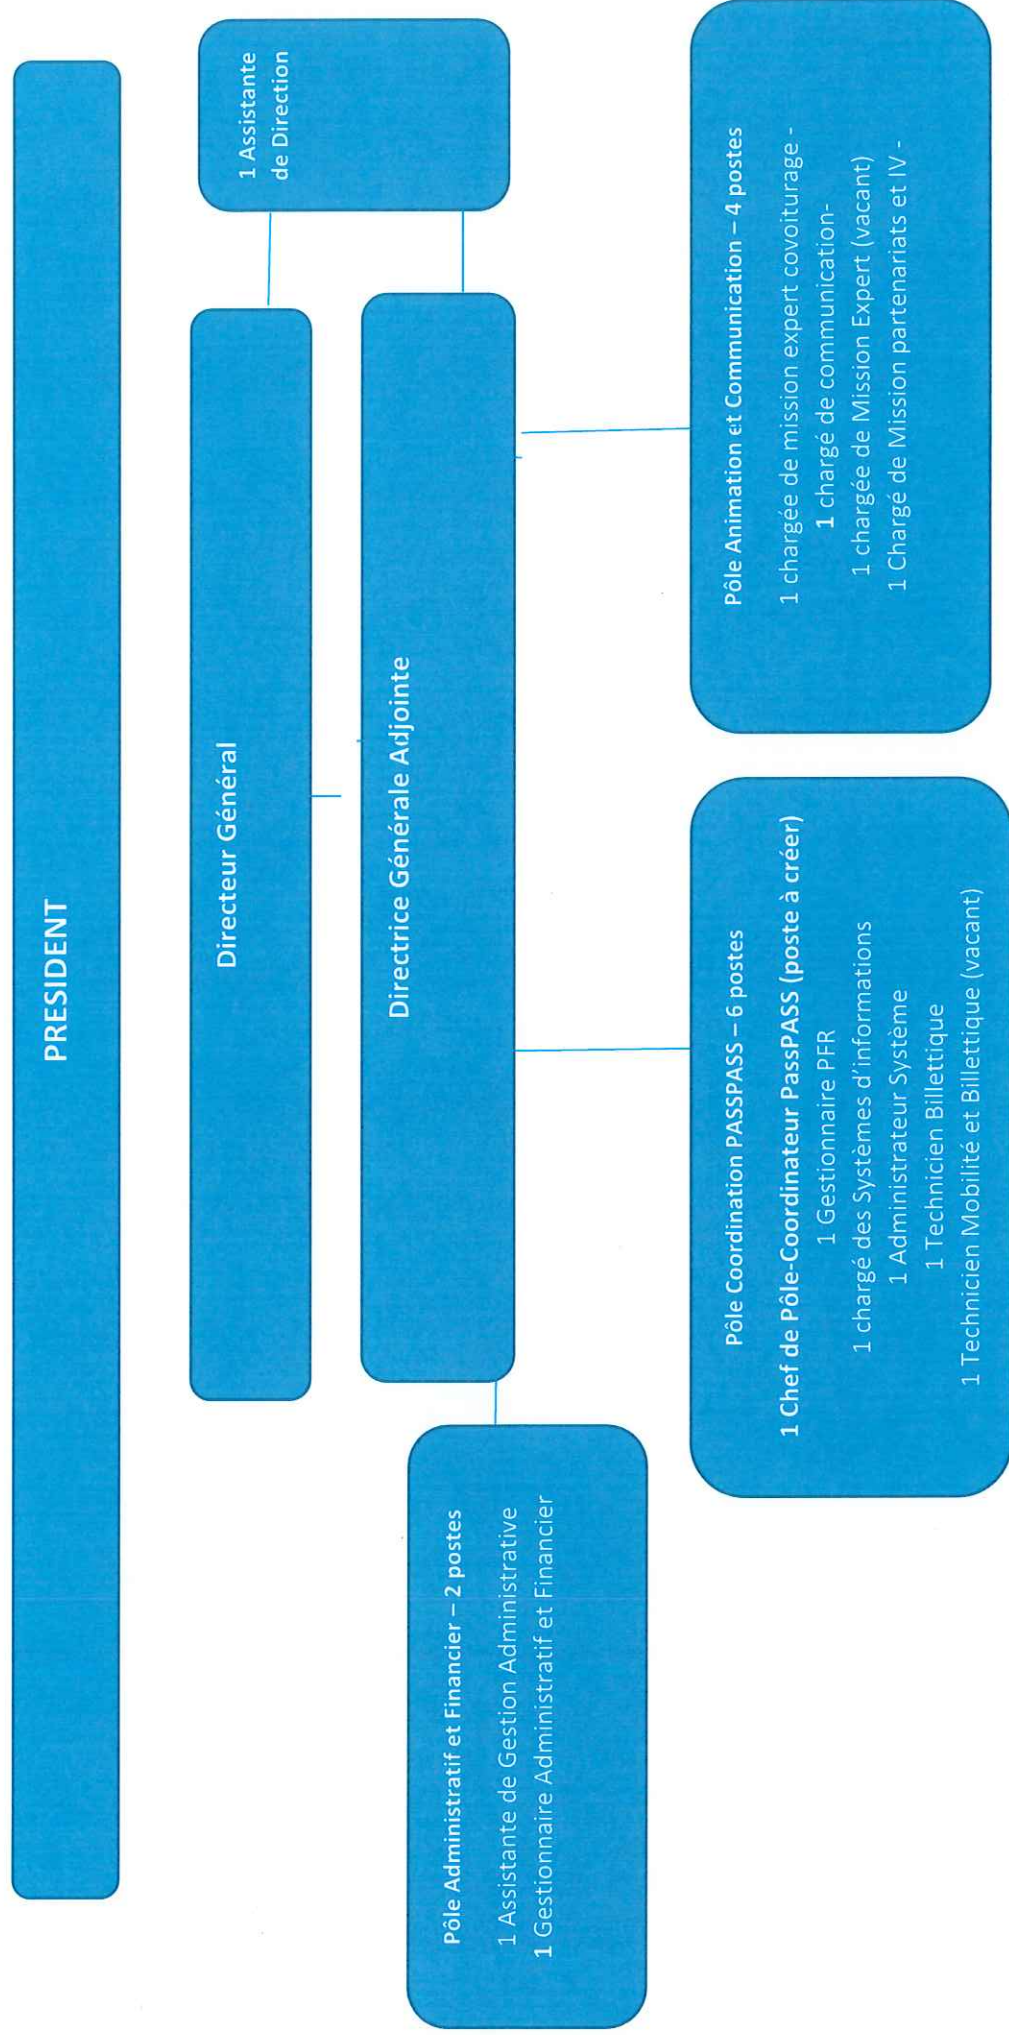 PRESIDENT
Directeur Général
1 Assistante
de Direction
Directrice Générale Adjointe
Pôle Administratif et Financier – 2 postes
1 Assistante de Gestion Administrative
1 Gestionnaire Administratif et Financier
Pôle Coordination PASSPASS – 6 postes
1 Chef de Pôle-Coordinateur PassPASS (poste à créer)
1 Gestionnaire PFR
1 chargé des Systèmes d'informations
1 Administrateur Système
1 Technicien Billettique
1 Technicien Mobilité et Billettique (vacant)
Pôle Animation et Communication – 4 postes
1 chargée de mission expert covoiturage -
1 chargé de communication-
1 chargée de Mission Expert (vacant)
1 Chargé de Mission partenariats et IV -